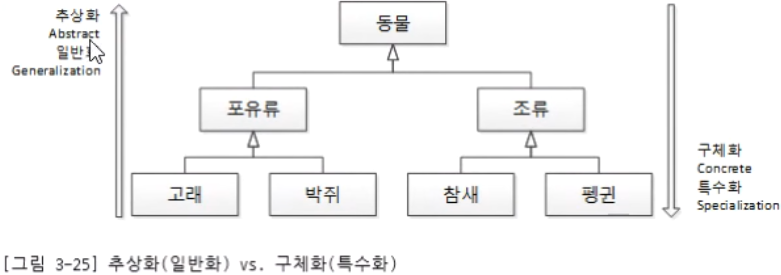 추상화
Abstract
일반화
Generalization
동물
포유류
조류
고래
박쥐
참새
펭귄
구체화
Concrete
특수화
Specialization
[그림 3-25] 추상화(일반화) vs. 구체화(특수화)